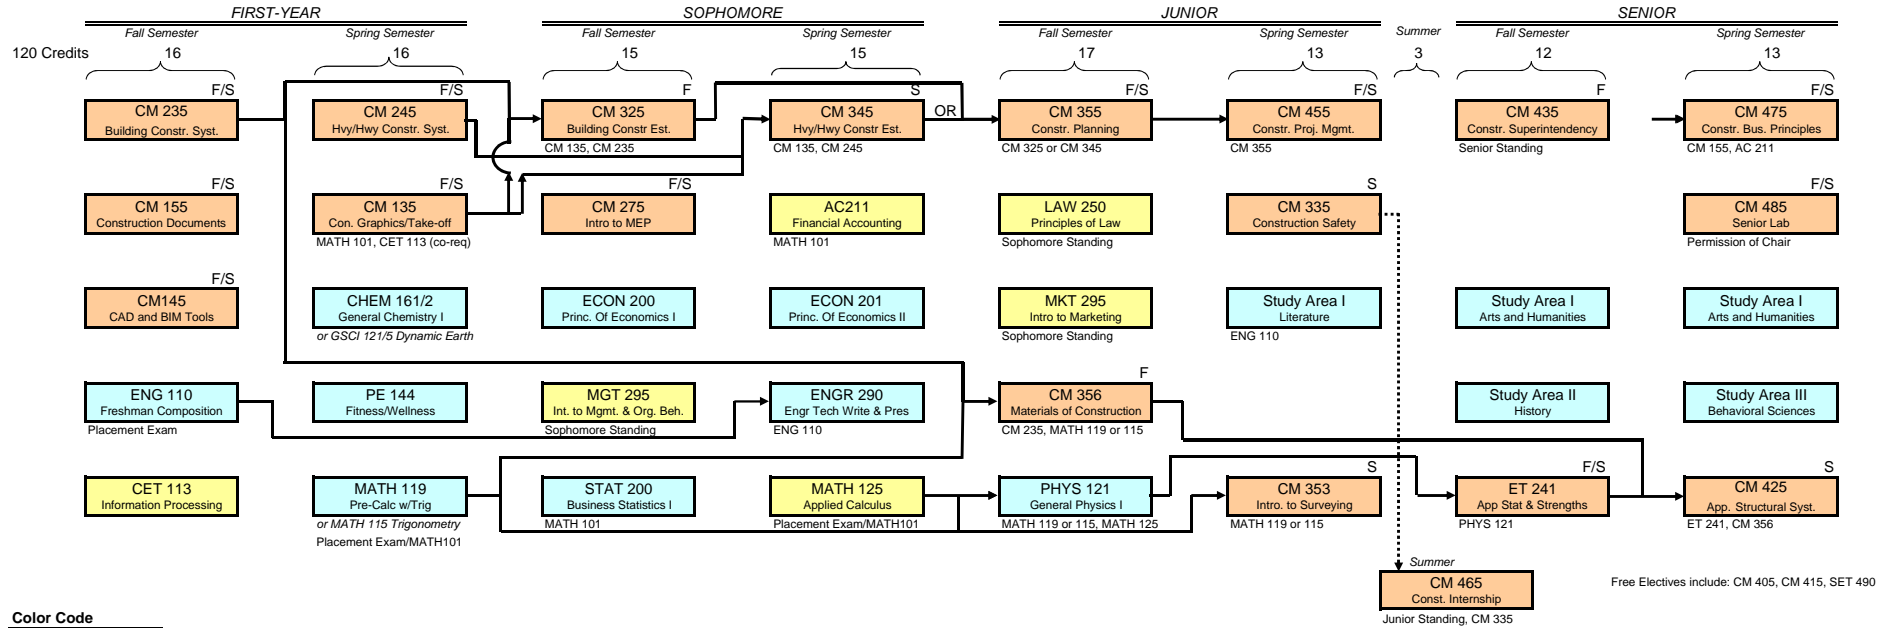 FIRST-YEAR SOPHOMORE JUNIOR SENIOR
Fall Semester Spring Semester Fall Semester Spring Semester Fall Semester Spring Semester Summer Fall Semester Spring Semester
120 Credits 16 16 15 15 17 13 3 12 13
F/S F/S F S F/S F/S F F/S
CM 235 CM 245 CM 325 CM 345 OR CM 355 CM 455 CM 435 CM 475
Building Constr. Syst. Hvy/Hwy Constr. Syst. Building Constr Est. Hvy/Hwy Constr Est. Constr. Planning Constr. Proj. Mgmt. Constr. Superintendency Constr. Bus. Principles
CM 135, CM 235 CM 135, CM 245 CM 325 or CM 345 CM 355 Senior Standing CM 155, AC 211
F/S F/S F/S S F/S
CM 155 CM 135 CM 275 AC211 LAW 250 CM 335 CM 485
Construction Documents Con. Graphics/Take-off Intro to MEP Financial Accounting Principles of Law Construction Safety Senior Lab
MATH 101, CET 113 (co-req) MATH 101 Sophomore Standing Permission of Chair
F/S
CM145 CHEM 161/2 ECON 200 ECON 201 MKT 295 Study Area I Study Area I Study Area I
CAD and BIM Tools General Chemistry I Princ. Of Economics I Princ. Of Economics II Intro to Marketing Literature Arts and Humanities Arts and Humanities
or GSCI 121/5 Dynamic Earth Sophomore Standing ENG 110
F
ENG 110 PE 144 MGT 295 ENGR 290 CM 356 Study Area II Study Area III
Freshman Composition Fitness/Wellness Int. to Mgmt. & Org. Beh. Engr Tech Write & Pres Materials of Construction History Behavioral Sciences
Placement Exam Sophomore Standing ENG 110 CM 235, MATH 119 or 115
S F/S S
CET 113 MATH 119 STAT 200 MATH 125 PHYS 121 CM 353 ET 241 CM 425
Information Processing Pre-Calc w/Trig Business Statistics I Applied Calculus General Physics I Intro. to Surveying App Stat & Strengths App. Structural Syst.
or MATH 115 Trigonometry MATH 101 Placement Exam/MATH101 MATH 119 or 115, MATH 125 MATH 119 or 115 PHYS 121 ET 241, CM 356
Placement Exam/MATH101
Summer
CM 465 Free Electives include: CM 405, CM 415, SET 490
Const. Internship
Junior Standing, CM 335
Color Code